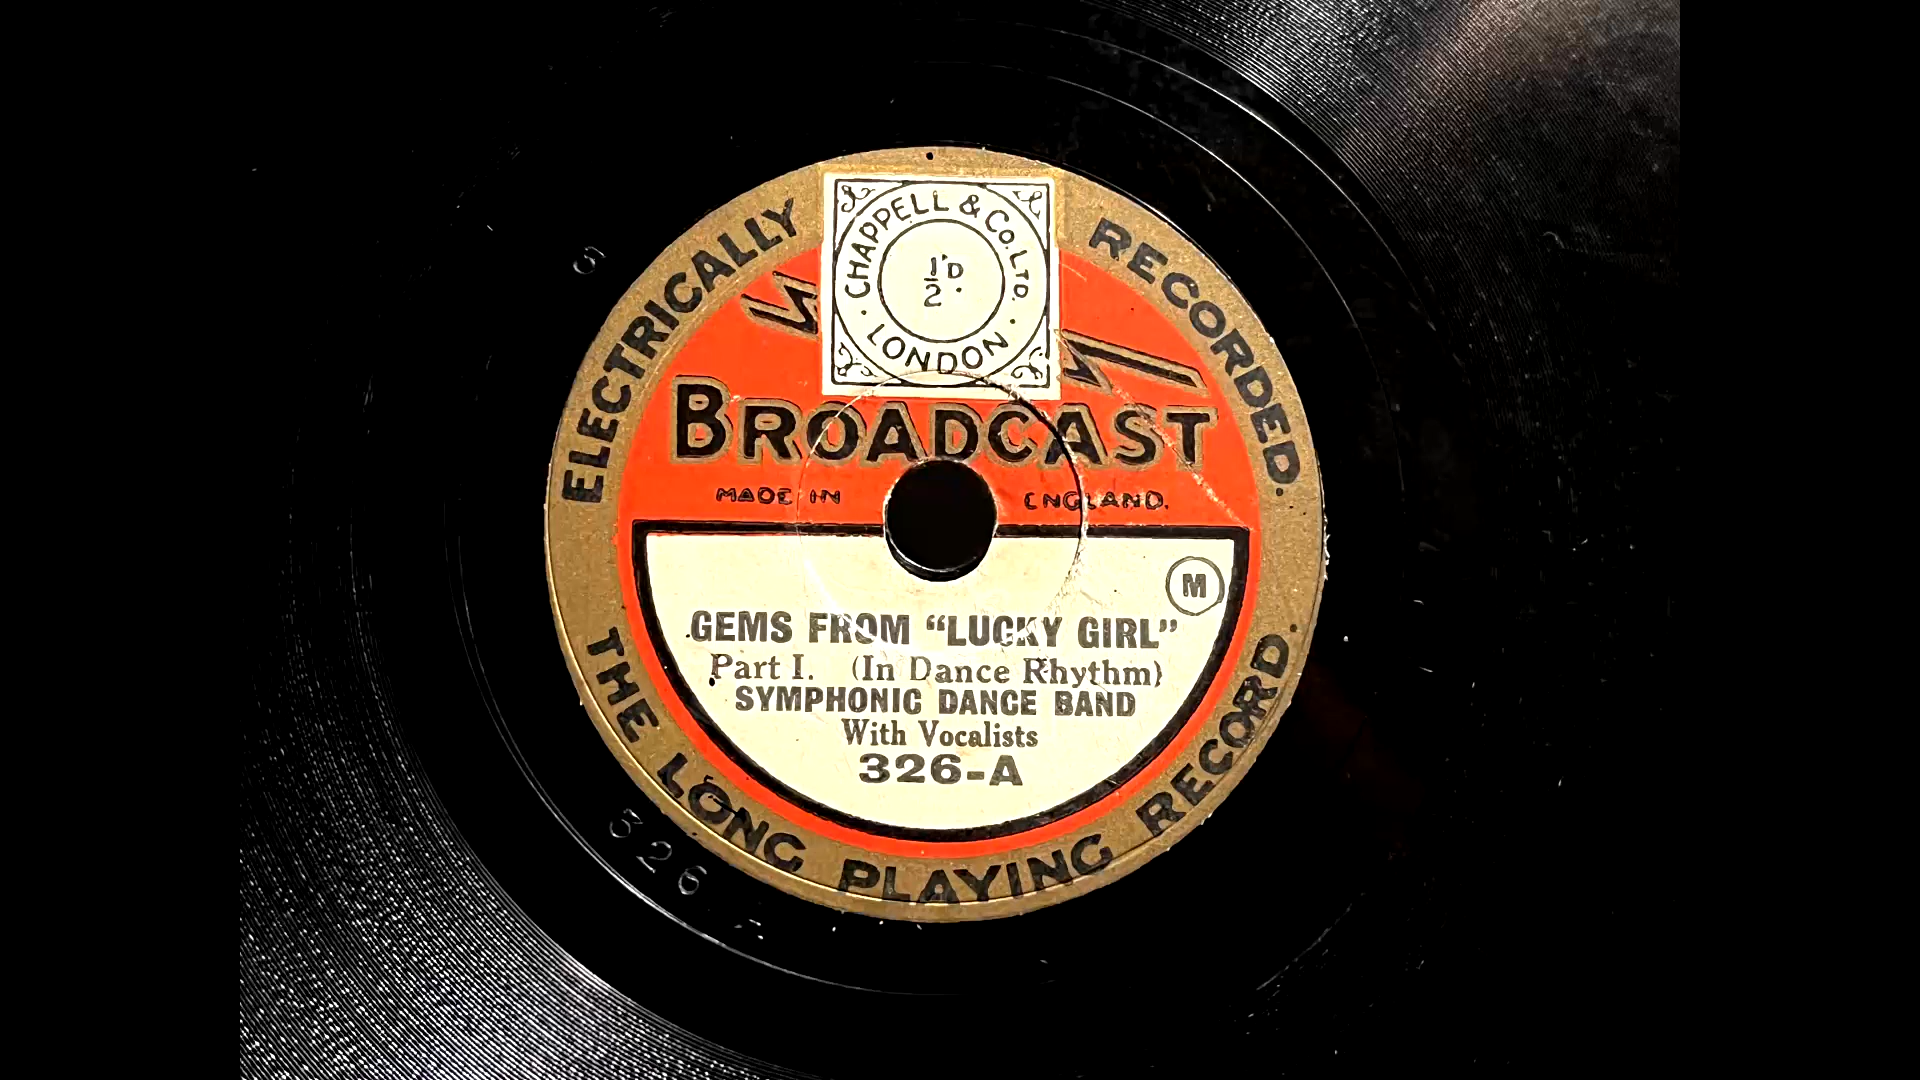 ELECTRICALLY RECORDED.
CHAPPELL & Co. LTD.
1/2 D.
· LONDON ·
BROADCAST
MADE IN ENGLAND.
M
GEMS FROM “LUCKY GIRL”
Part I. (In Dance Rhythm)
SYMPHONIC DANCE BAND
With Vocalists
326-A
THE LONG PLAYING RECORD.
326